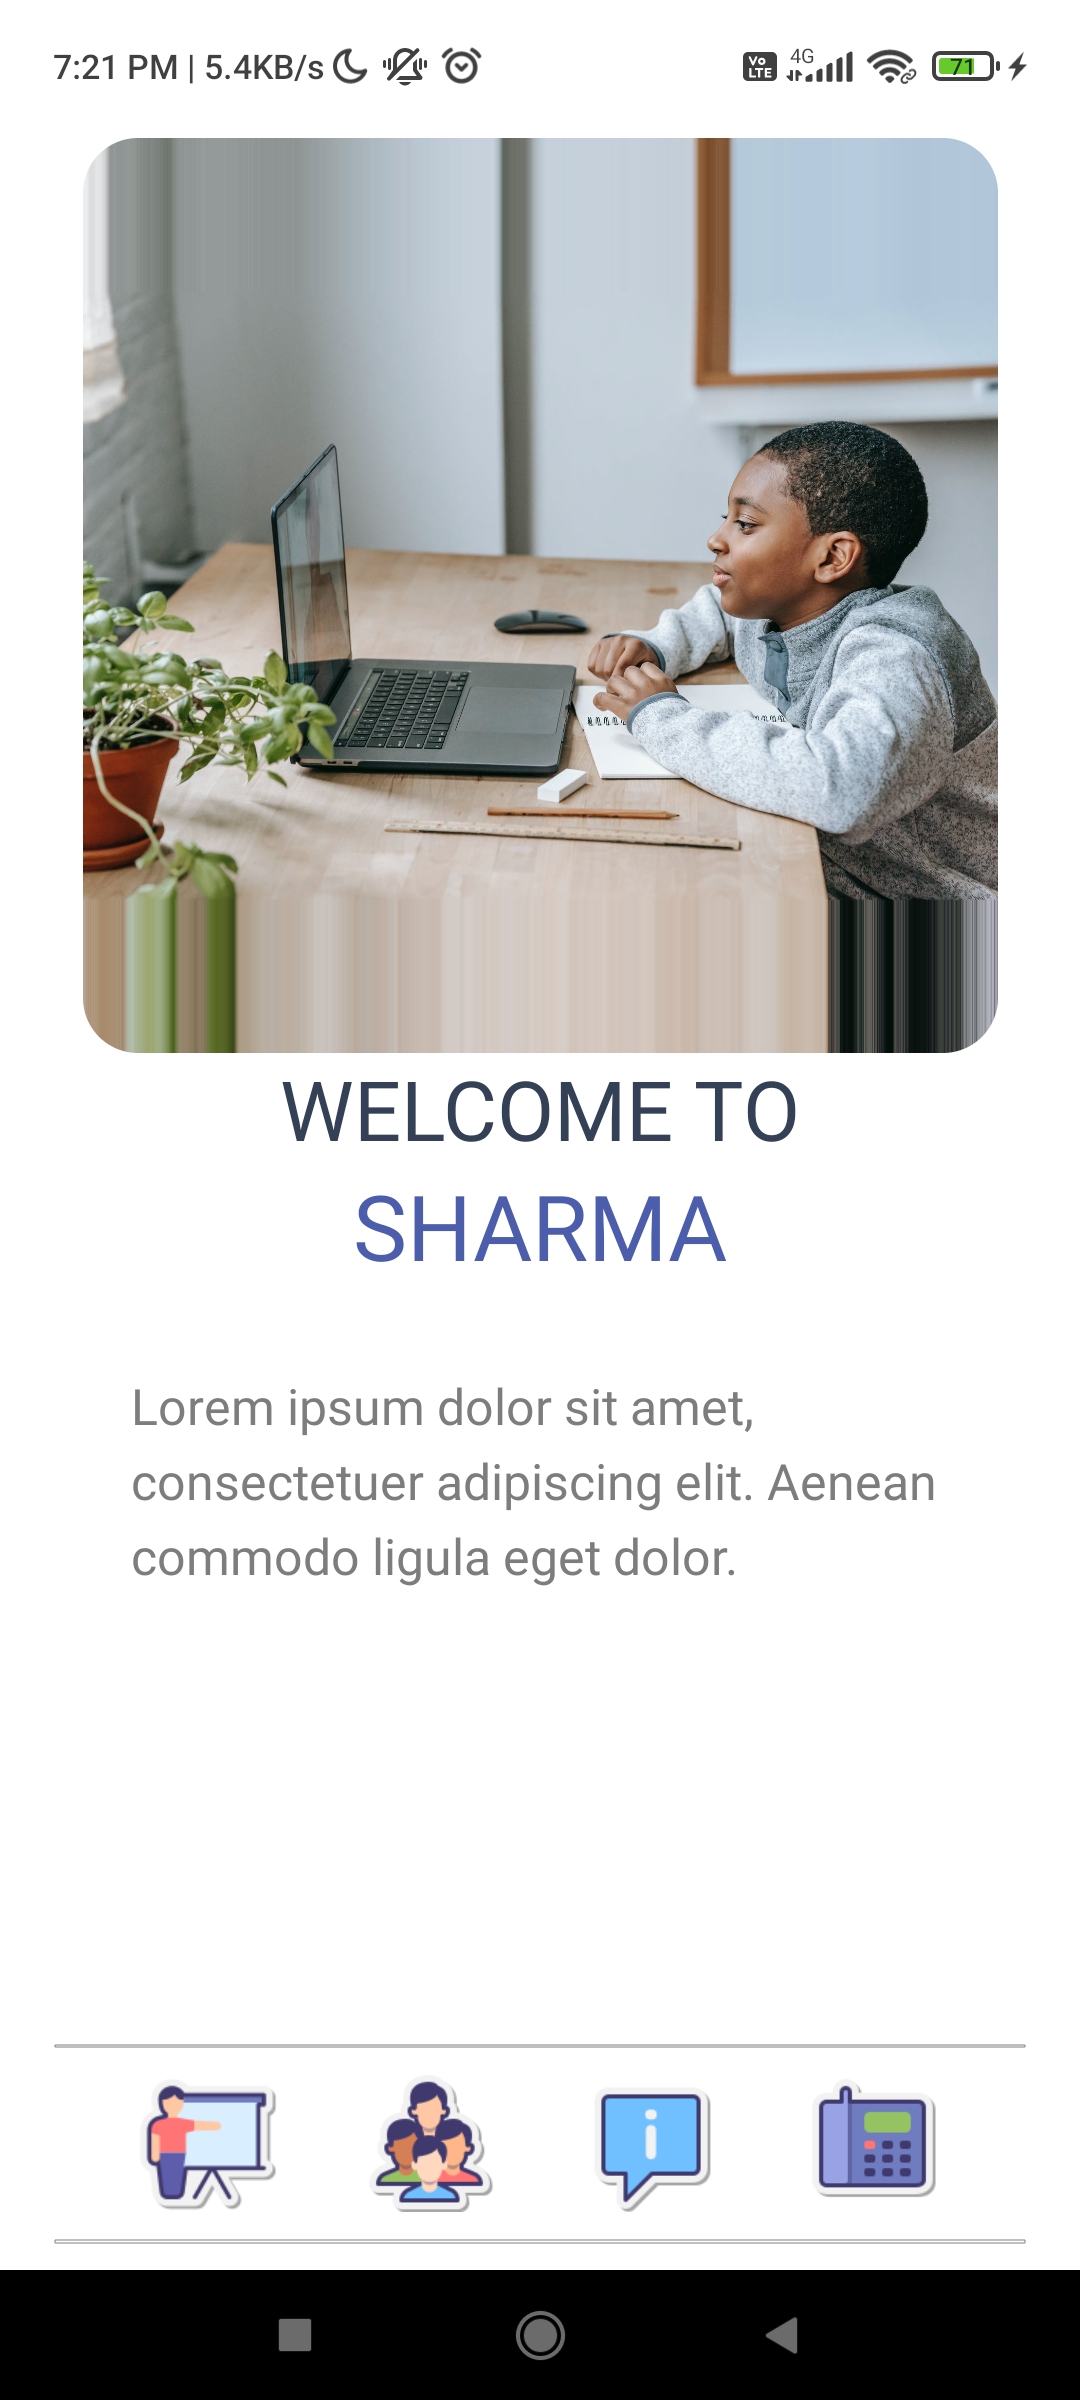 7:21 PM | 5.4KB/s
Vo LTE 4G 71
WELCOME TO
SHARMA
Lorem ipsum dolor sit amet,
consectetuer adipiscing elit. Aenean
commodo ligula eget dolor.
i